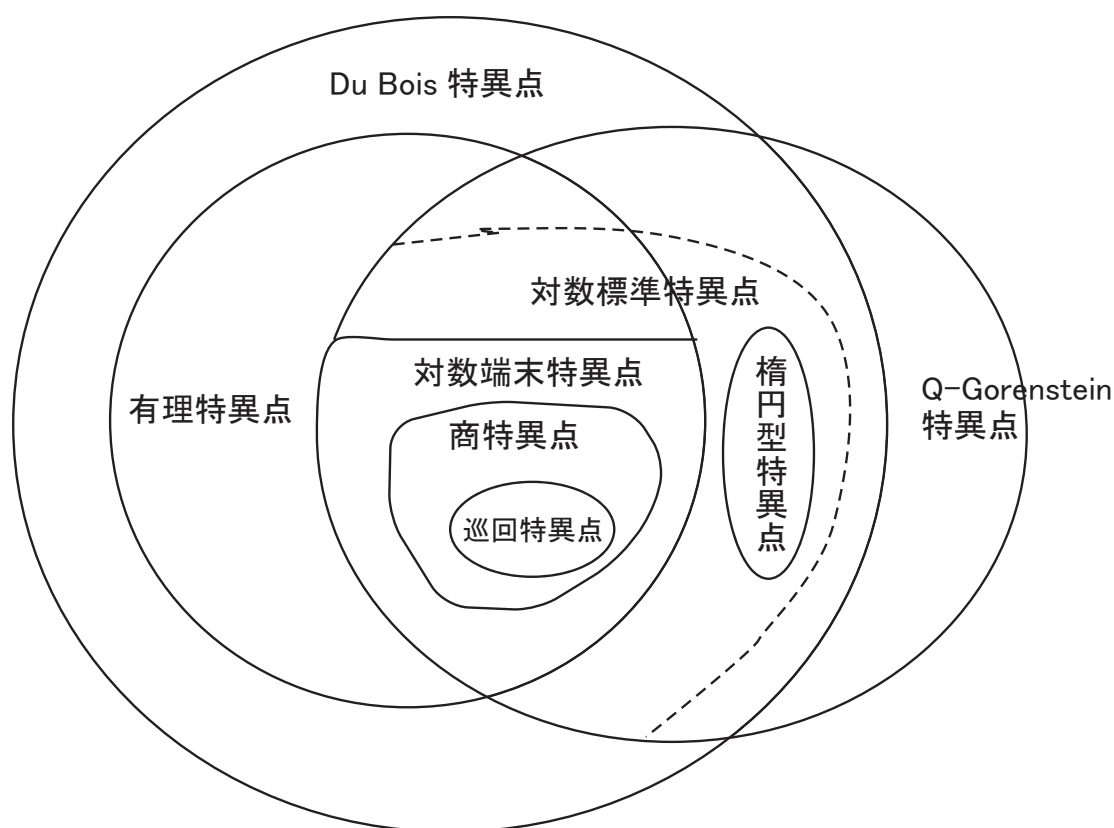 Du Bois 特異点
対数標準特異点
対数端末特異点
楕円型特異点
Q-Gorenstein
特異点
有理特異点
商特異点
巡回特異点